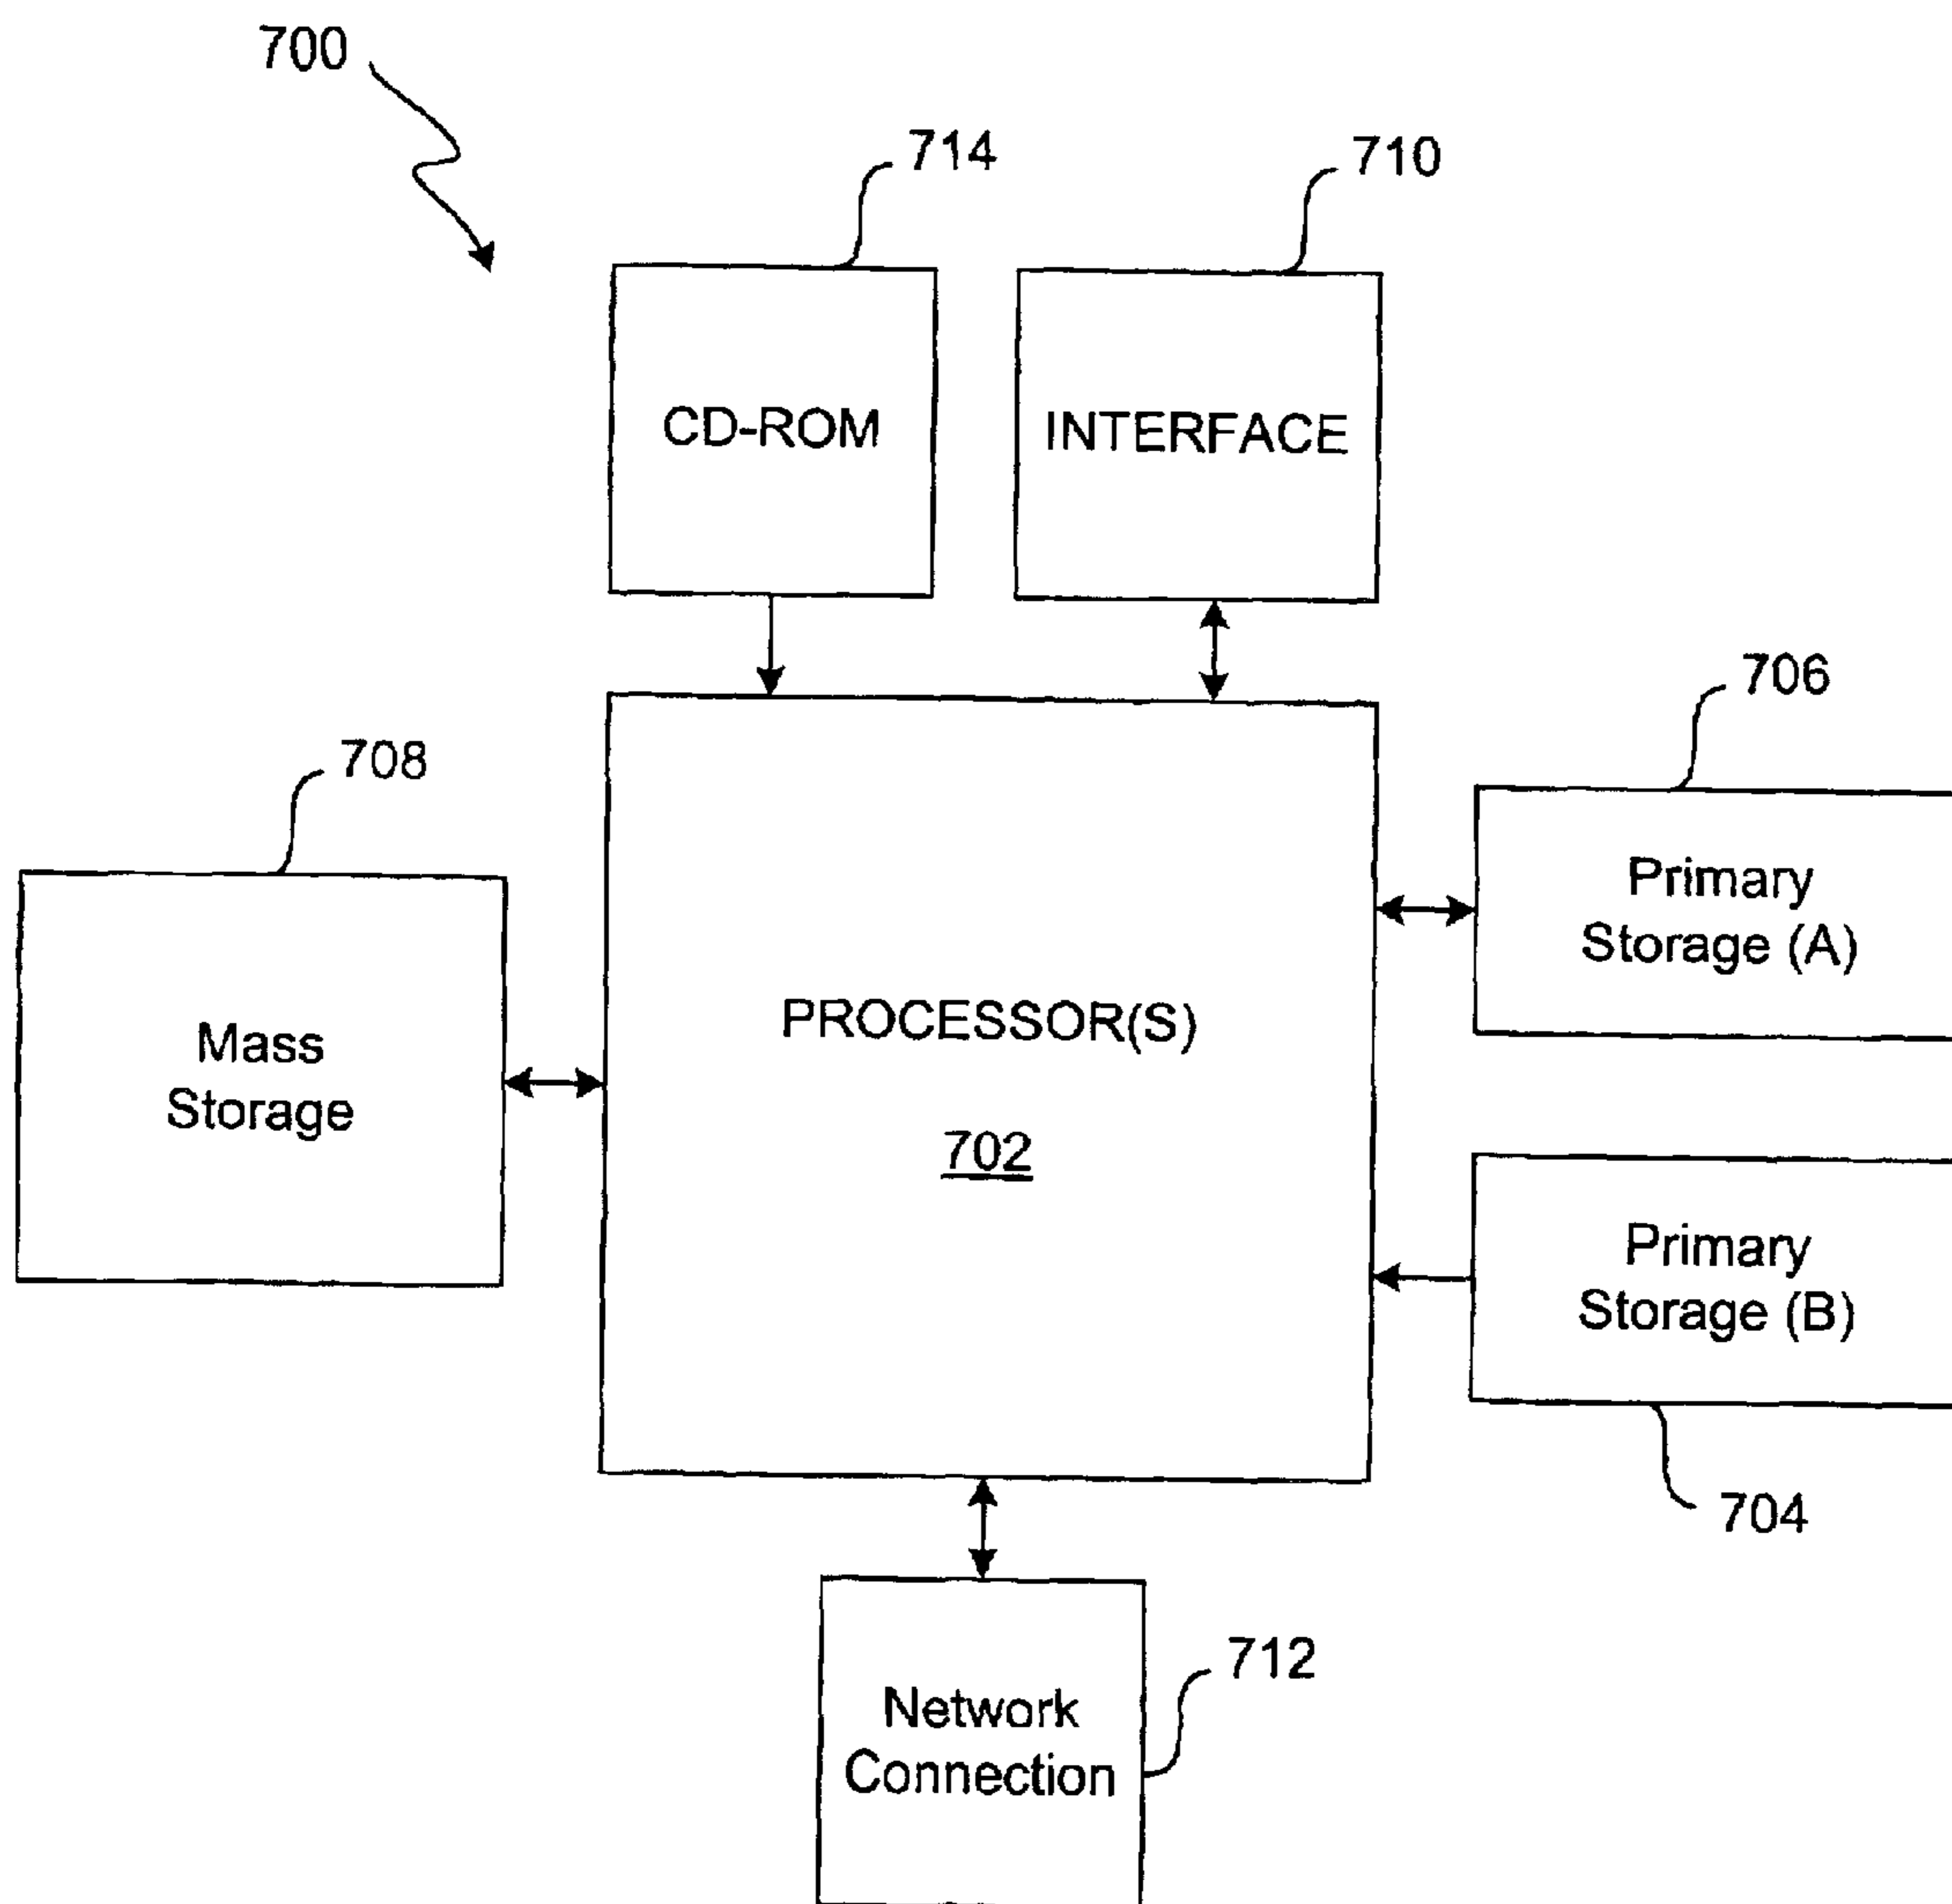 700
714
710
CD-ROM
INTERFACE
706
708
Primary
Storage (A)
PROCESSOR(S)
Mass
Storage
702
Primary
Storage (B)
704
712
Network
Connection